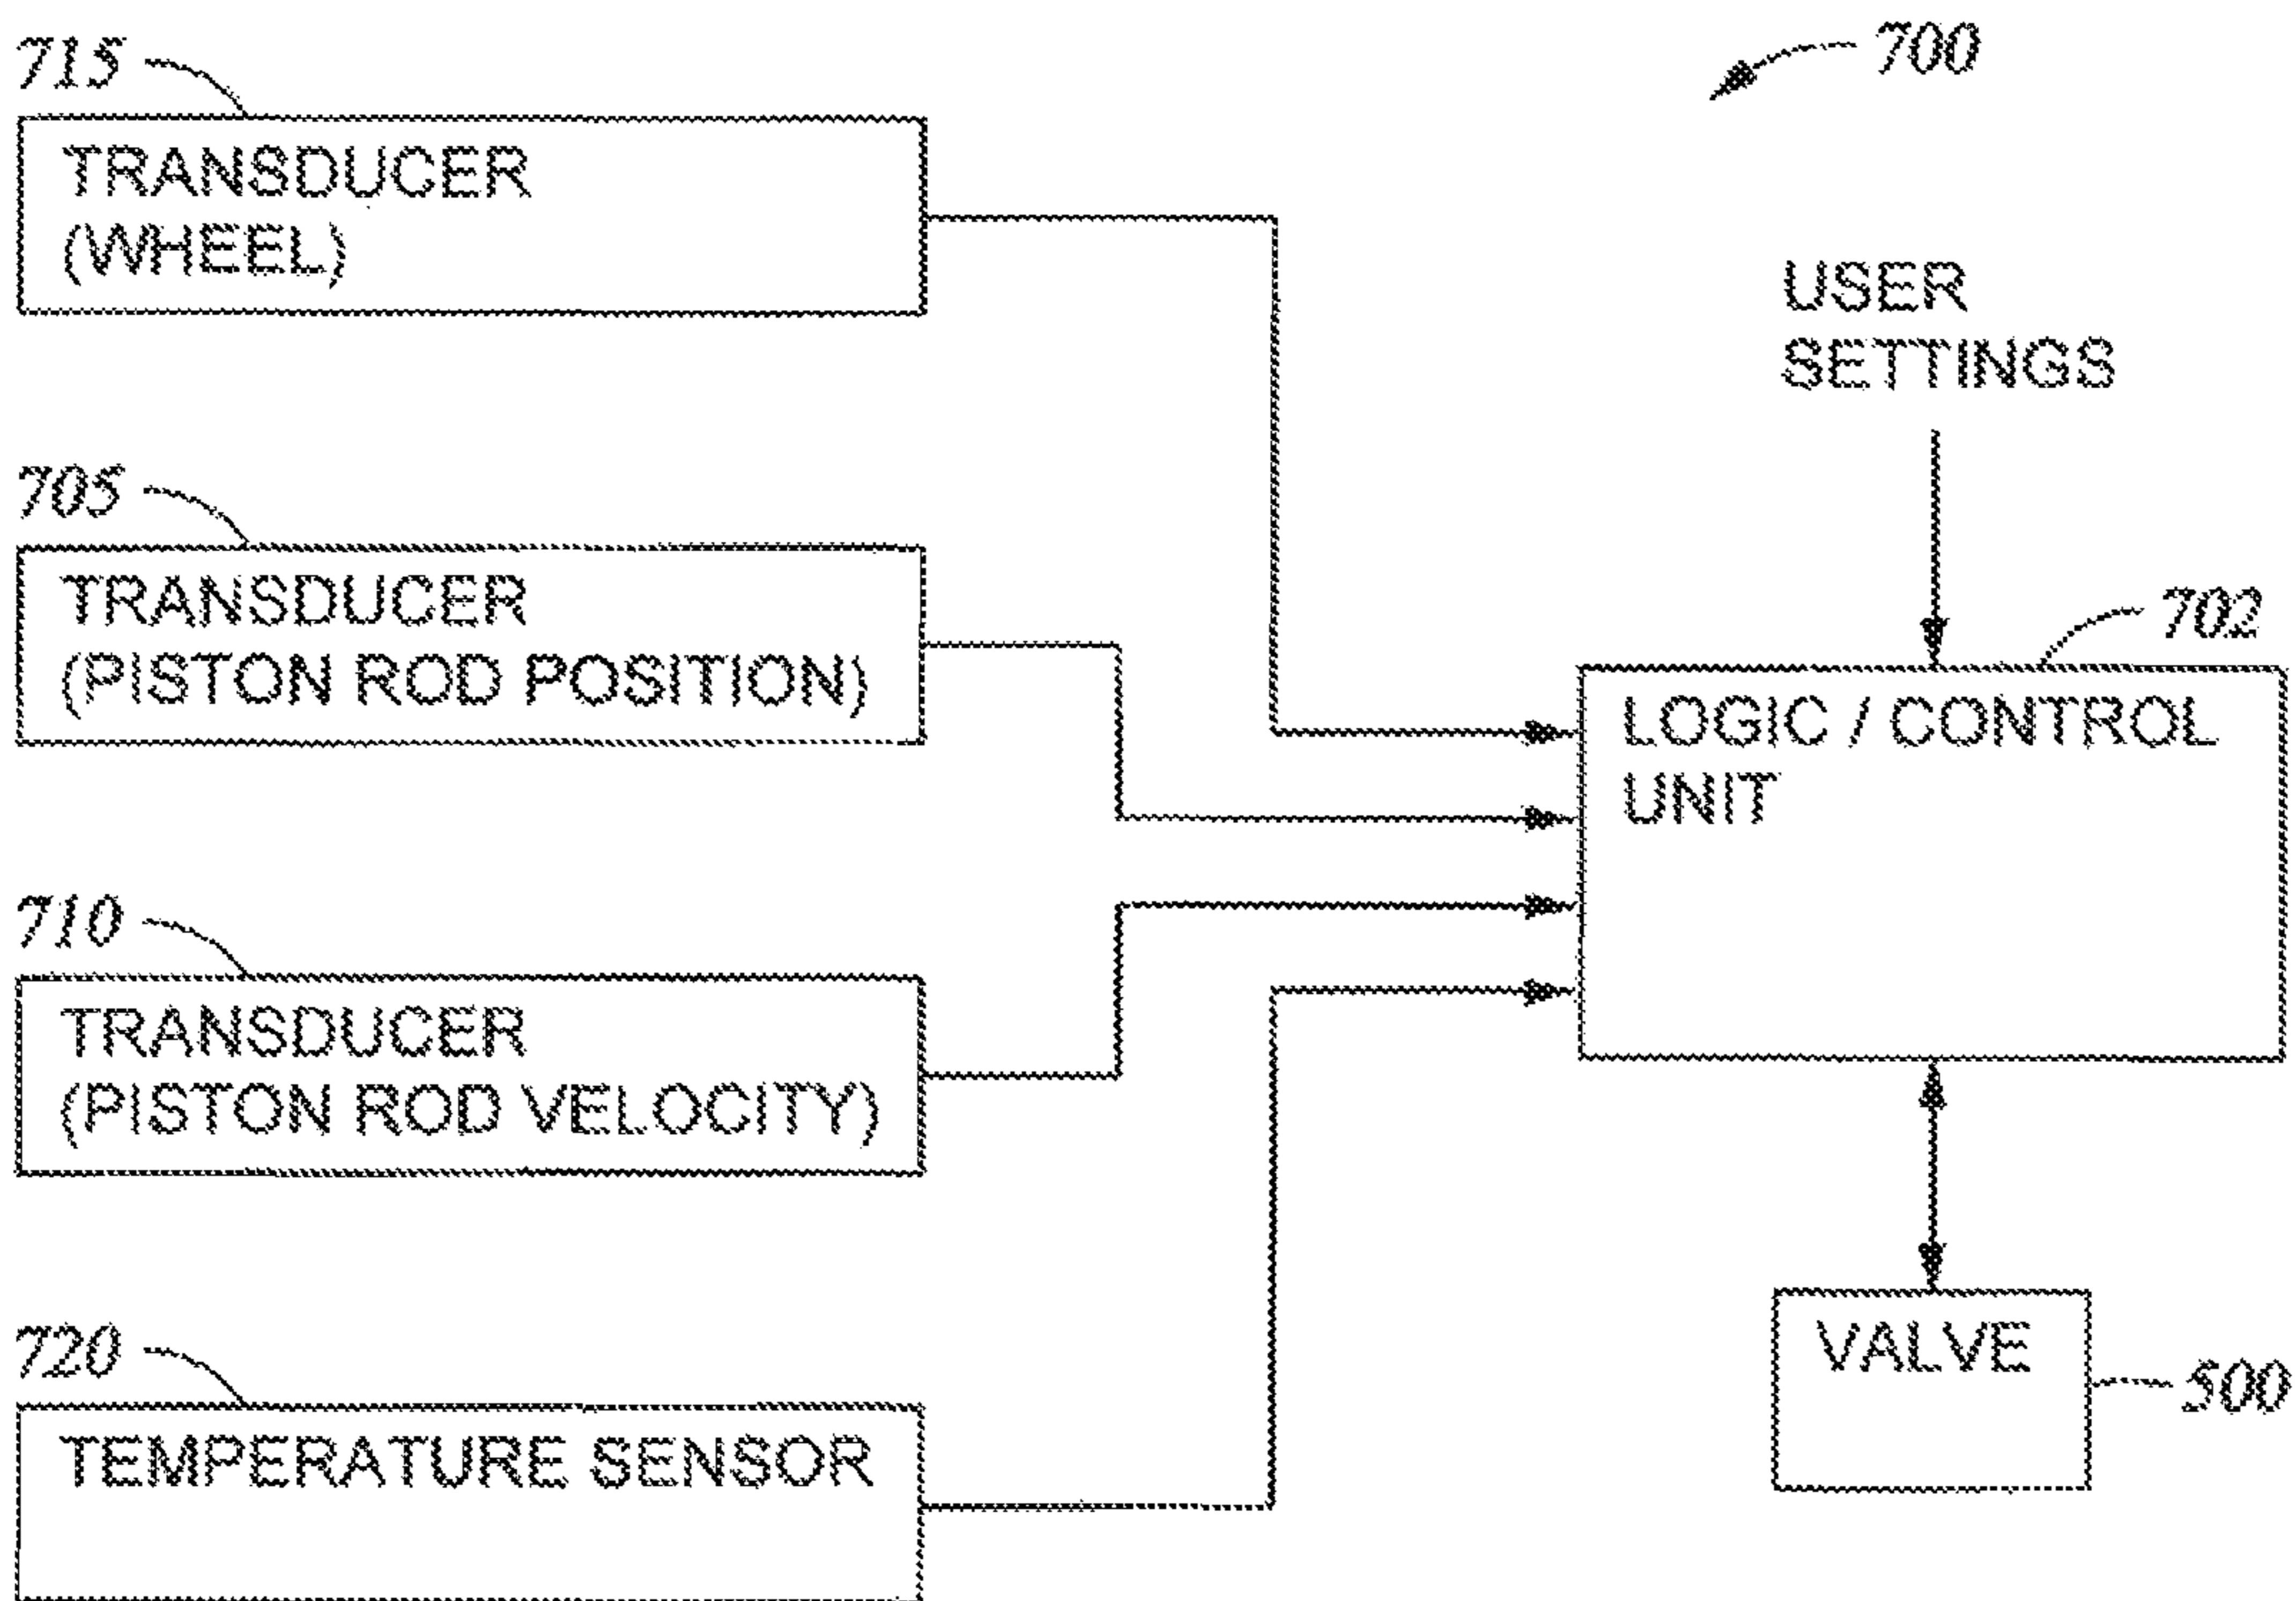 715
700
TRANSDUCER
(WHEEL)
USER
SETTINGS
705
TRANSDUCER
(PISTON ROD POSITION)
702
LOGIC / CONTROL
UNIT
710
TRANSDUCER
(PISTON ROD VELOCITY)
720
TEMPERATURE SENSOR
VALVE
500